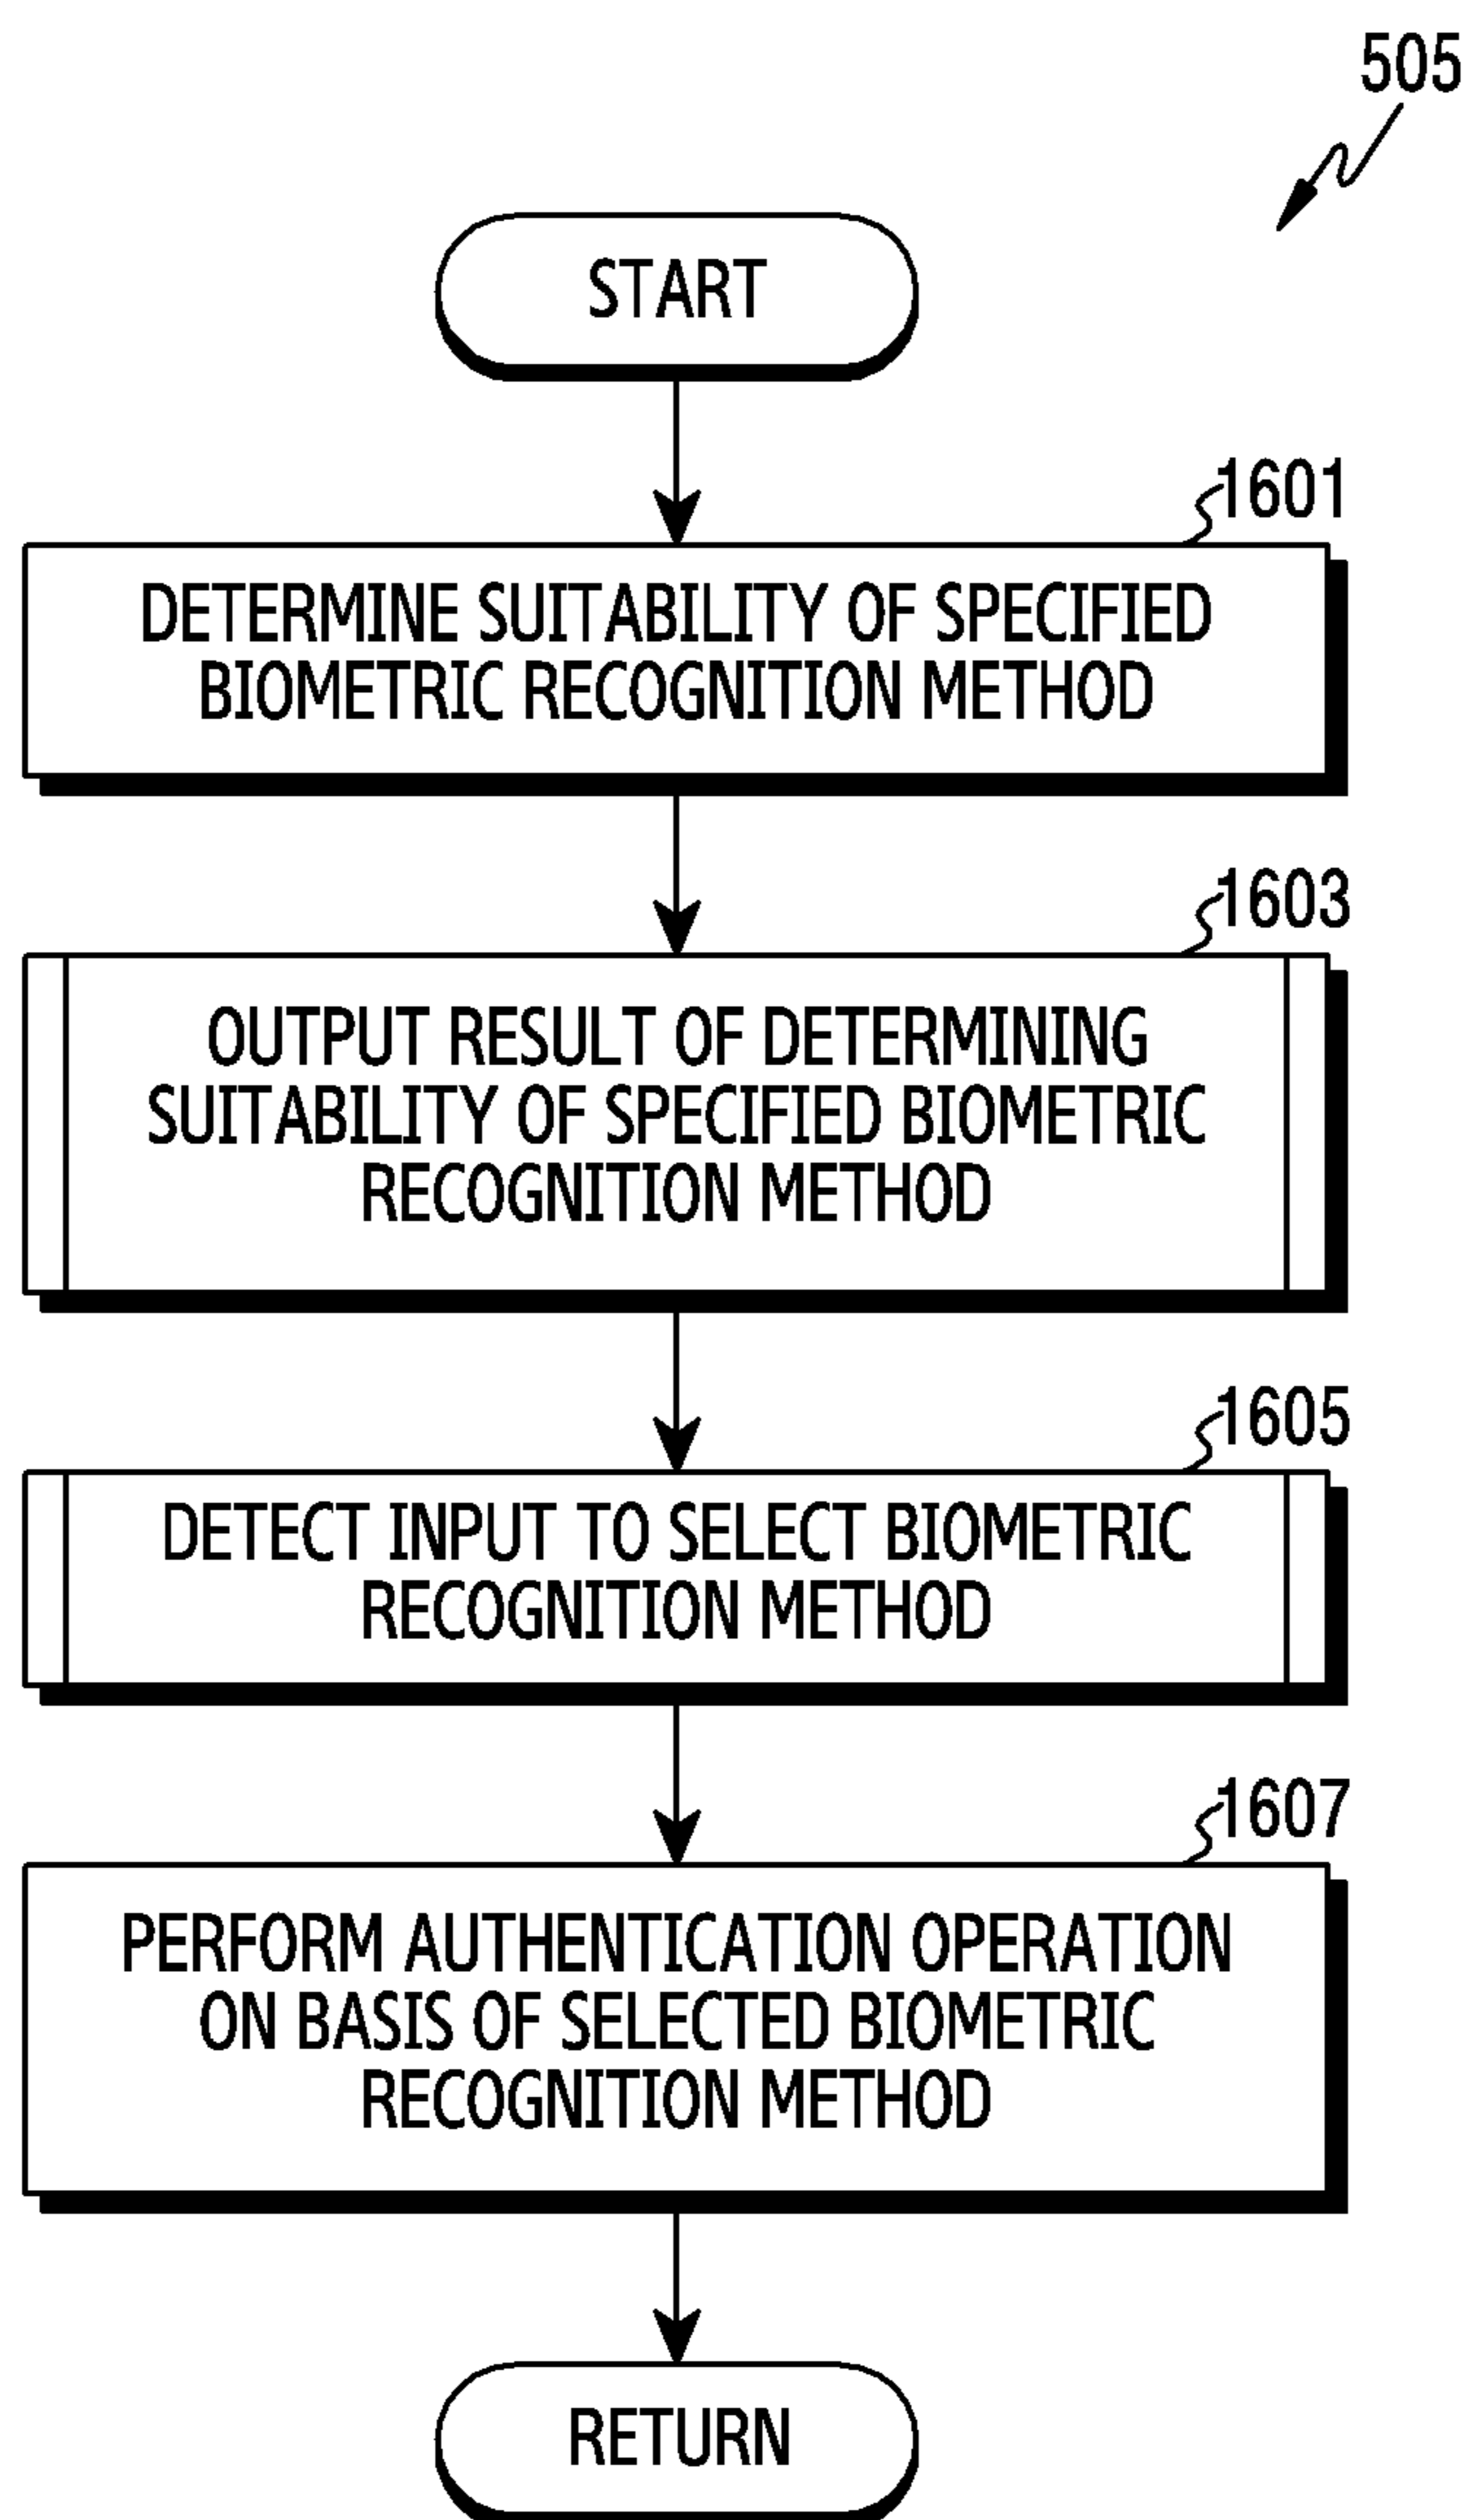 505
START
1601
DETERMINE SUITABILITY OF SPECIFIED
BIOMETRIC RECOGNITION METHOD
1603
OUTPUT RESULT OF DETERMINING
SUITABILITY OF SPECIFIED BIOMETRIC
RECOGNITION METHOD
1605
DETECT INPUT TO SELECT BIOMETRIC
RECOGNITION METHOD
1607
PERFORM AUTHENTICATION OPERATION
ON BASIS OF SELECTED BIOMETRIC
RECOGNITION METHOD
RETURN